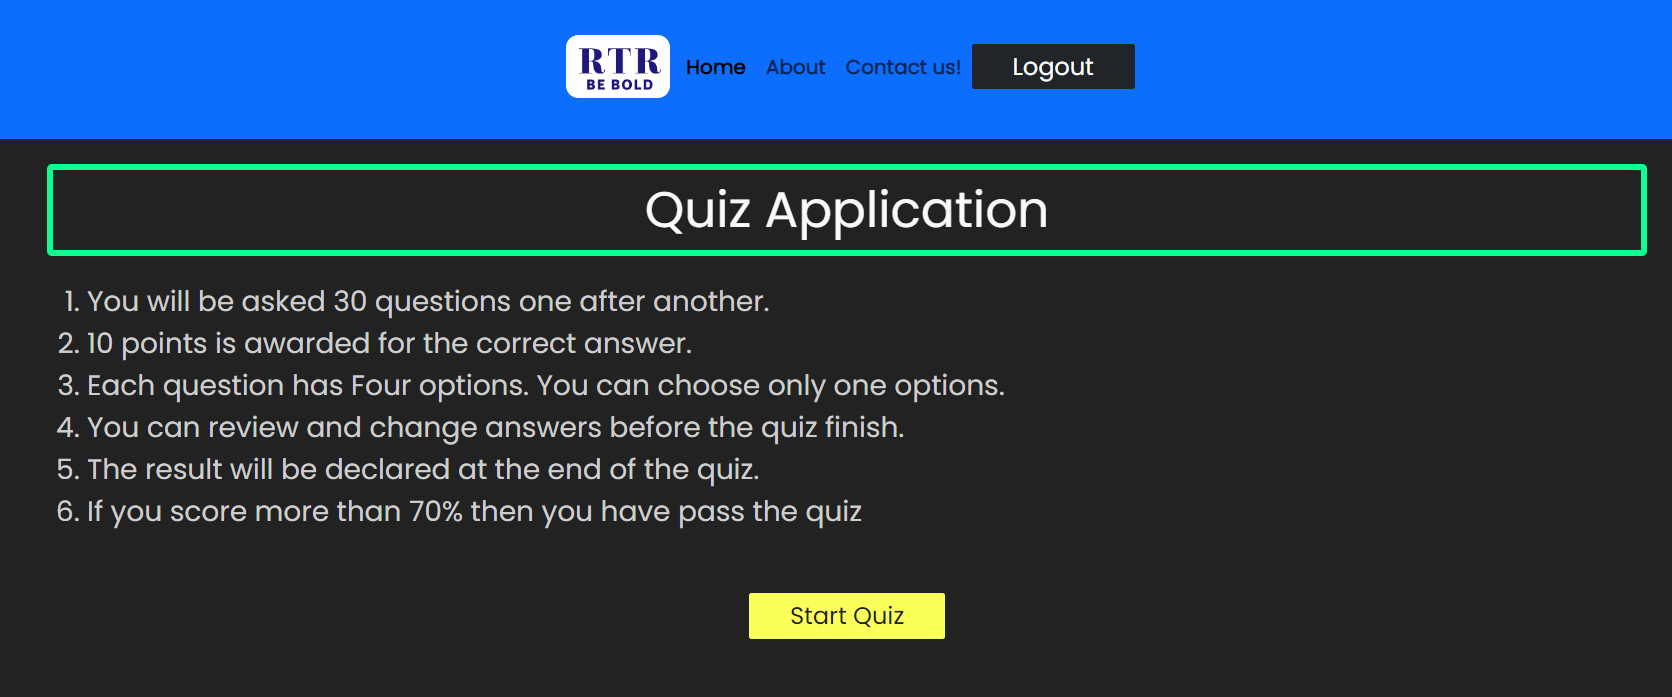 RTR
BE BOLD
Home About Contact us! Logout
Quiz Application
1. You will be asked 30 questions one after another.
2. 10 points is awarded for the correct answer.
3. Each question has Four options. You can choose only one options.
4. You can review and change answers before the quiz finish.
5. The result will be declared at the end of the quiz.
6. If you score more than 70% then you have pass the quiz
Start Quiz